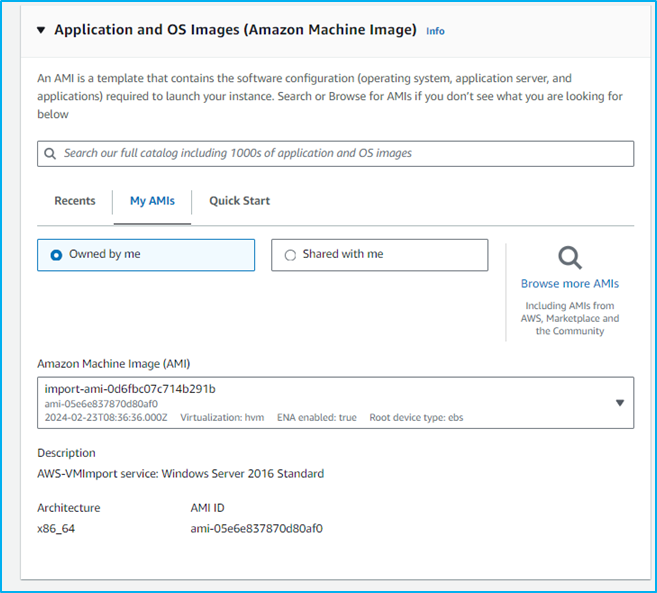 Application and OS Images (Amazon Machine Image) Info
An AMI is a template that contains the software configuration (operating system, application server, and
applications) required to launch your instance. Search or Browse for AMIs if you don't see what you are looking for
below
Search our full catalog including 1000s of application and OS images
Recents
My AMIs
Quick Start
Owned by me
Shared with me
Browse more AMIs
Including AMIs from
AWS, Marketplace and
the Community
Amazon Machine Image (AMI)
import-ami-0d6fbc07c714b291b
ami-05e6e837870d80af0
2024-02-23T08:36:36.000Z Virtualization: hvm ENA enabled: true Root device type: ebs
Description
AWS-VMImport service: Windows Server 2016 Standard
Architecture
AMI ID
x86_64
ami-05e6e837870d80af0